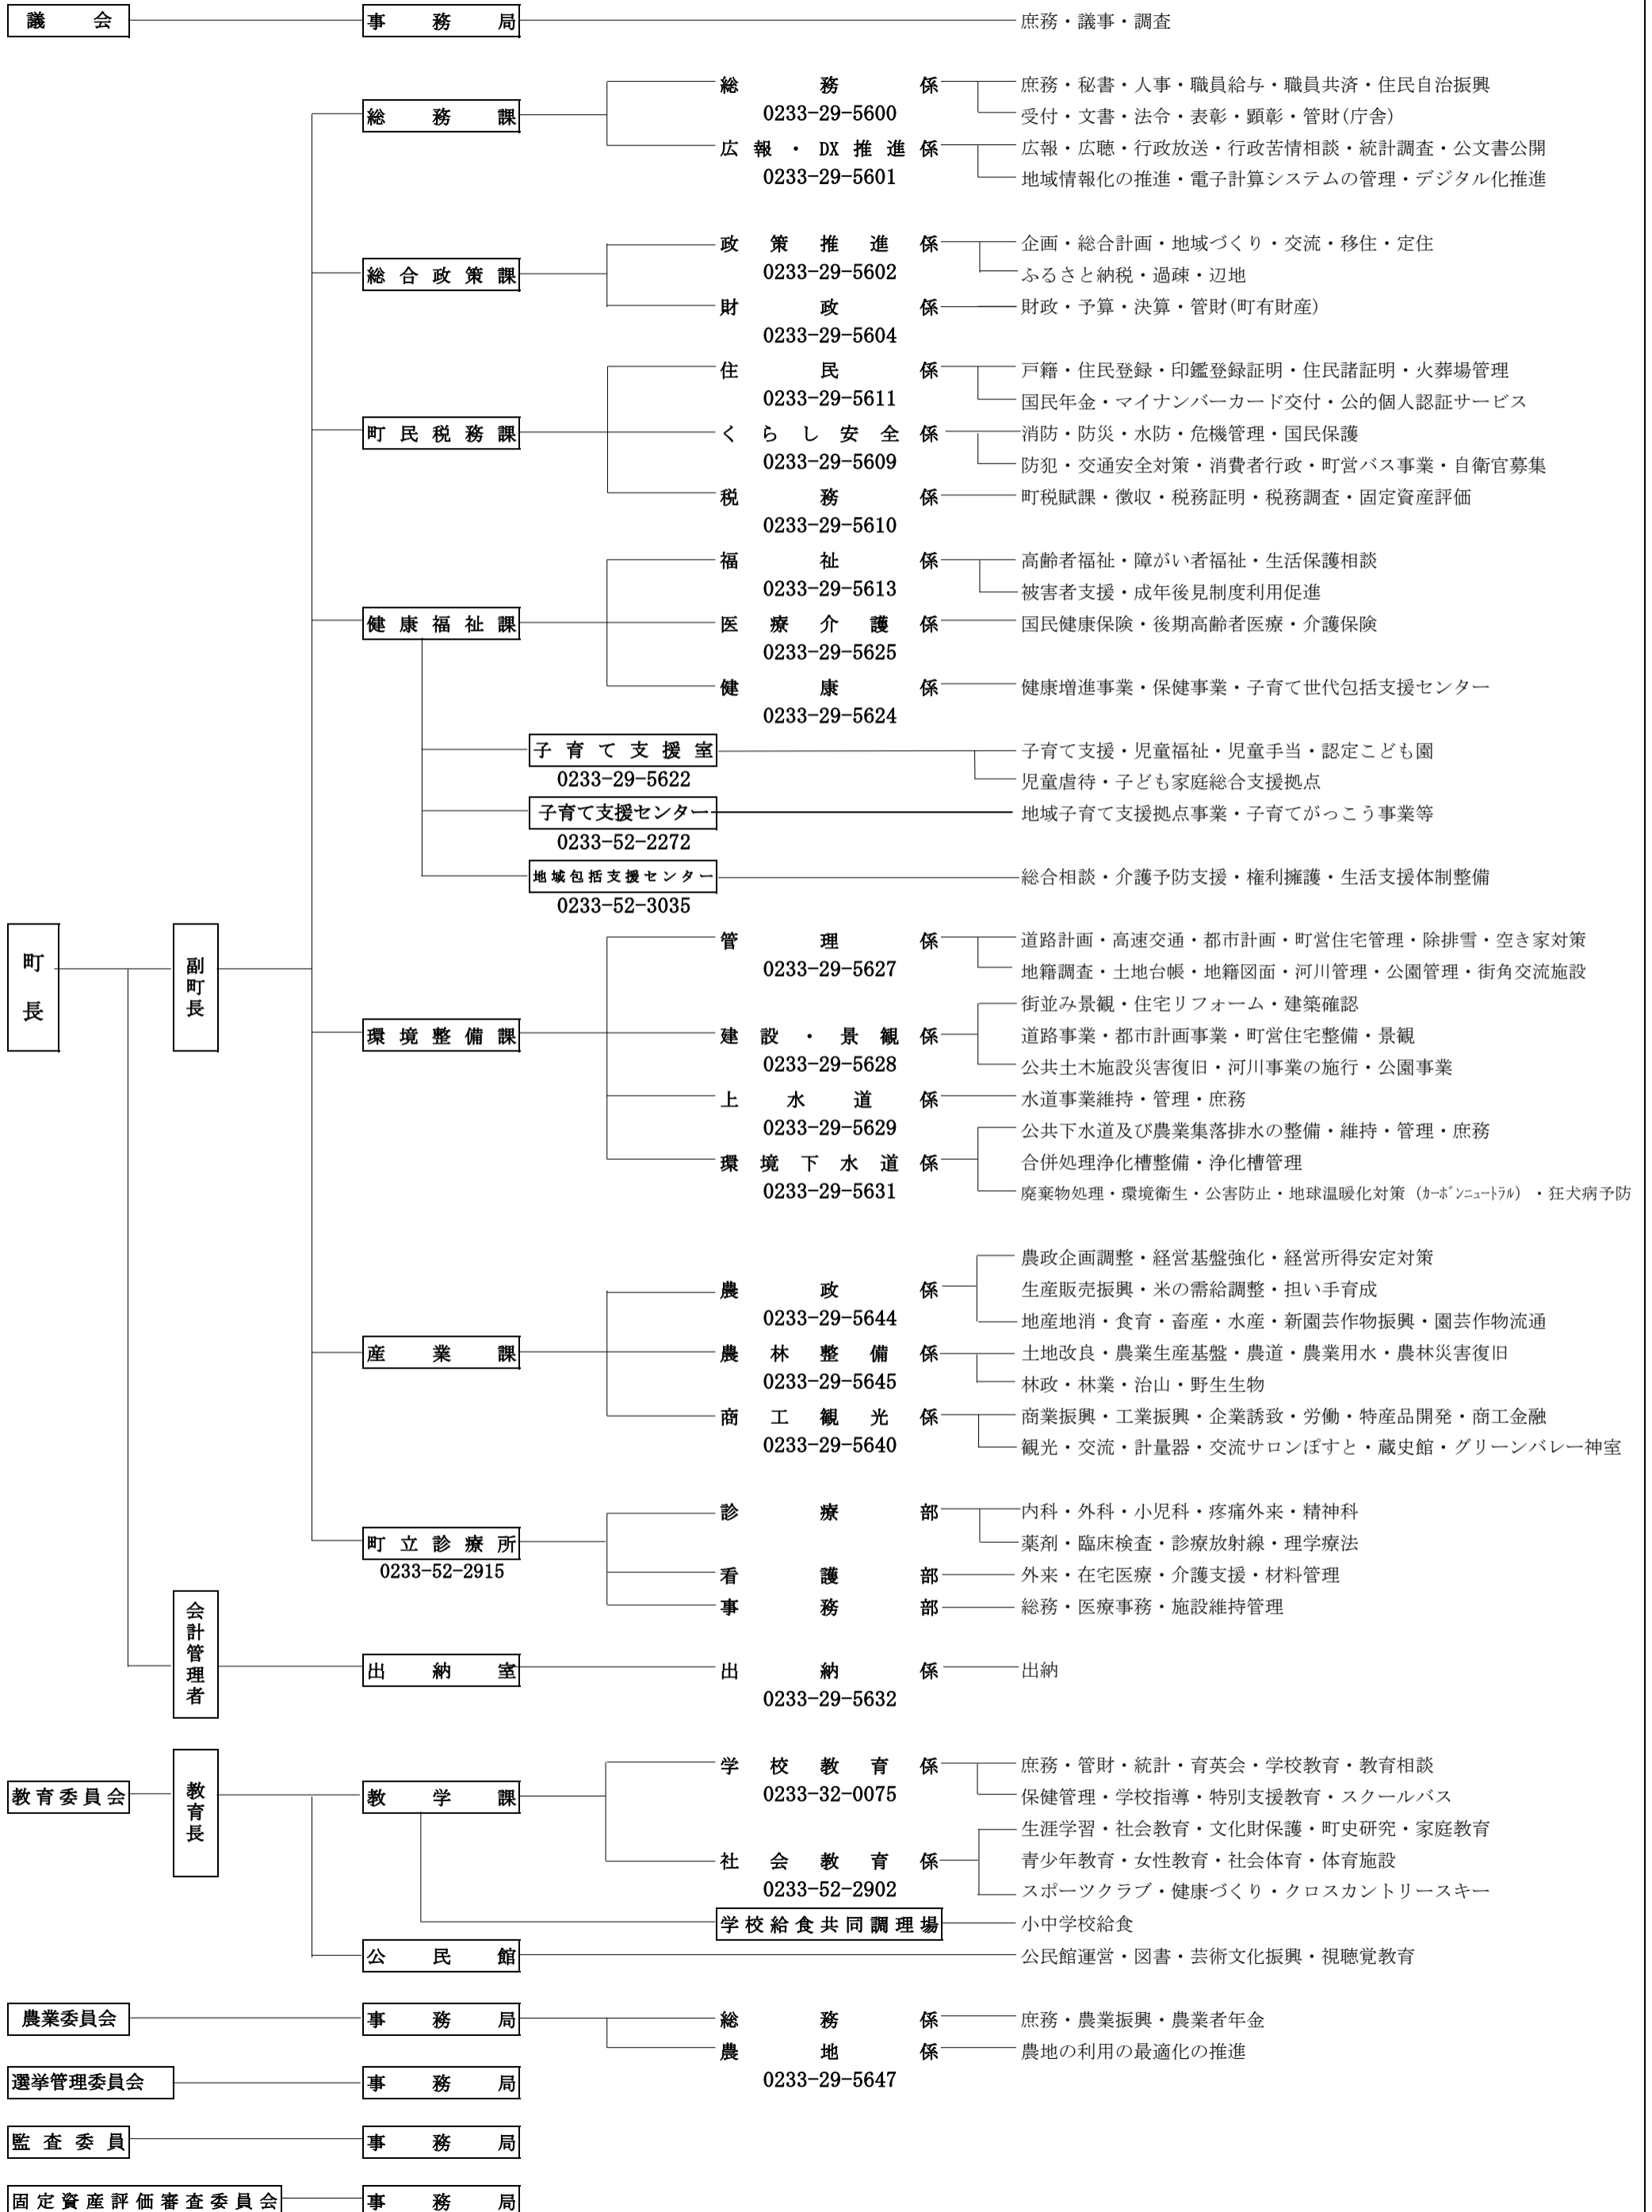 議会 事務局 庶務・議事・調査
総務係 庶務・秘書・人事・職員給与・職員共済・住民自治振興
総務課 0233-29-5600 受付・文書・法令・表彰・顕彰・管財(庁舎)
広報・DX推進係 広報・広聴・行政放送・行政苦情相談・統計調査・公文書公開
0233-29-5601 地域情報化の推進・電子計算システムの管理・デジタル化推進
政策推進係 企画・総合計画・地域づくり・交流・移住・定住
総合政策課 0233-29-5602 ふるさと納税・過疎・辺地
財政係 財政・予算・決算・管財(町有財産)
0233-29-5604
住民係 戸籍・住民登録・印鑑登録証明・住民諸証明・火葬場管理
0233-29-5611 国民年金・マイナンバーカード交付・公的個人認証サービス
町民税務課 くらし安全係 消防・防災・水防・危機管理・国民保護
0233-29-5609 防犯・交通安全対策・消費者行政・町営バス事業・自衛官募集
税務係 町税賦課・徴収・税務証明・税務調査・固定資産評価
0233-29-5610
福祉係 高齢者福祉・障がい者福祉・生活保護相談
0233-29-5613 被害者支援・成年後見制度利用促進
健康福祉課 医療介護係 国民健康保険・後期高齢者医療・介護保険
0233-29-5625
健康係 健康増進事業・保健事業・子育て世代包括支援センター
0233-29-5624
子育て支援室 子育て支援・児童福祉・児童手当・認定こども園
0233-29-5622 児童虐待・子ども家庭総合支援拠点
子育て支援センター 地域子育て支援拠点事業・子育てがっこう事業等
0233-52-2272
地域包括支援センター 総合相談・介護予防支援・権利擁護・生活支援体制整備
0233-52-3035
町長 副町長
管理係 道路計画・高速交通・都市計画・町営住宅管理・除排雪・空き家対策
0233-29-5627 地籍調査・土地台帳・地籍図面・河川管理・公園管理・街角交流施設
街並み景観・住宅リフォーム・建築確認
環境整備課 建設・景観係 道路事業・都市計画事業・町営住宅整備・景観
0233-29-5628 公共土木施設災害復旧・河川事業の施行・公園事業
上水道係 水道事業維持・管理・庶務
0233-29-5629 公共下水道及び農業集落排水の整備・維持・管理・庶務
環境下水道係 合併処理浄化槽整備・浄化槽管理
0233-29-5631 廃棄物処理・環境衛生・公害防止・地球温暖化対策（ｶｰﾎﾞﾝﾆｭｰﾄﾗﾙ）・狂犬病予防
農政企画調整・経営基盤強化・経営所得安定対策
農政係 生産販売振興・米の需給調整・担い手育成
0233-29-5644 地産地消・食育・畜産・水産・新園芸作物振興・園芸作物流通
産業課 農林整備係 土地改良・農業生産基盤・農道・農業用水・農林災害復旧
0233-29-5645 林政・林業・治山・野生生物
商工観光係 商業振興・工業振興・企業誘致・労働・特産品開発・商工金融
0233-29-5640 観光・交流・計量器・交流サロンぽすと・蔵史館・グリーンバレー神室
診療部 内科・外科・小児科・疼痛外来・精神科
町立診療所 薬剤・臨床検査・診療放射線・理学療法
0233-52-2915 看護部 外来・在宅医療・介護支援・材料管理
事務部 総務・医療事務・施設維持管理
会計管理者 出納室 出納係 出納
0233-29-5632
学校教育係 庶務・管財・統計・育英会・学校教育・教育相談
教育委員会 教育長 教学課 0233-32-0075 保健管理・学校指導・特別支援教育・スクールバス
生涯学習・社会教育・文化財保護・町史研究・家庭教育
社会教育係 青少年教育・女性教育・社会体育・体育施設
0233-52-2902 スポーツクラブ・健康づくり・クロスカントリースキー
学校給食共同調理場 小中学校給食
公民館 公民館運営・図書・芸術文化振興・視聴覚教育
農業委員会 事務局 総務係 庶務・農業振興・農業者年金
農地係 農地の利用の最適化の推進
選挙管理委員会 事務局 0233-29-5647
監査委員 事務局
固定資産評価審査委員会 事務局